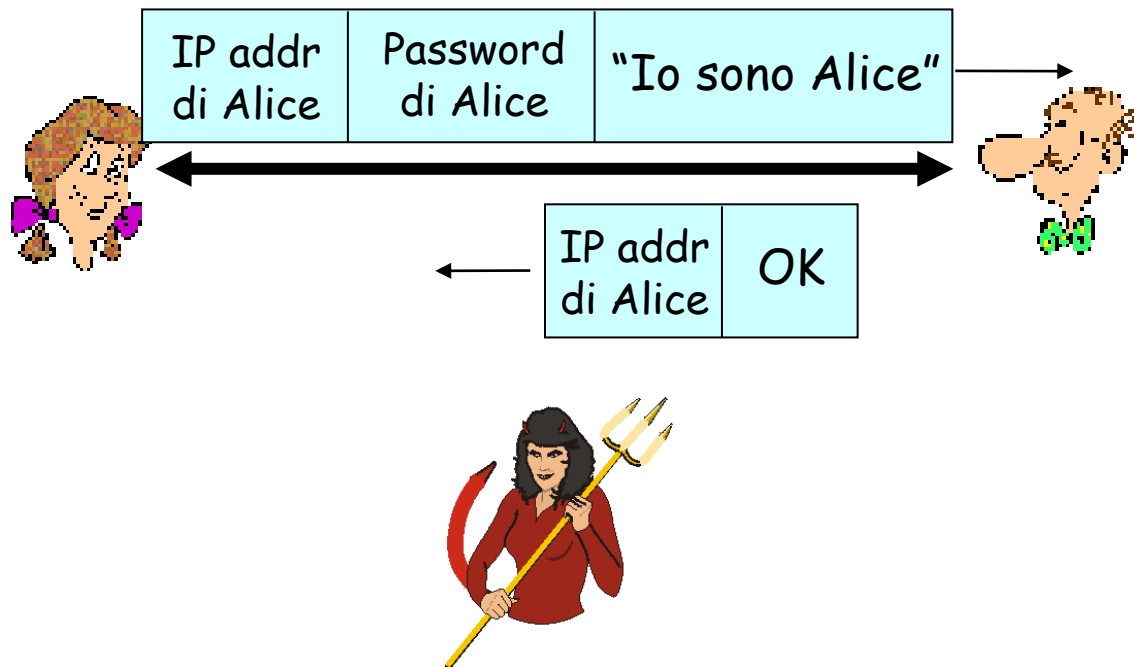 IP addr
di Alice
Password
di Alice
“Io sono Alice”
IP addr
di Alice
OK